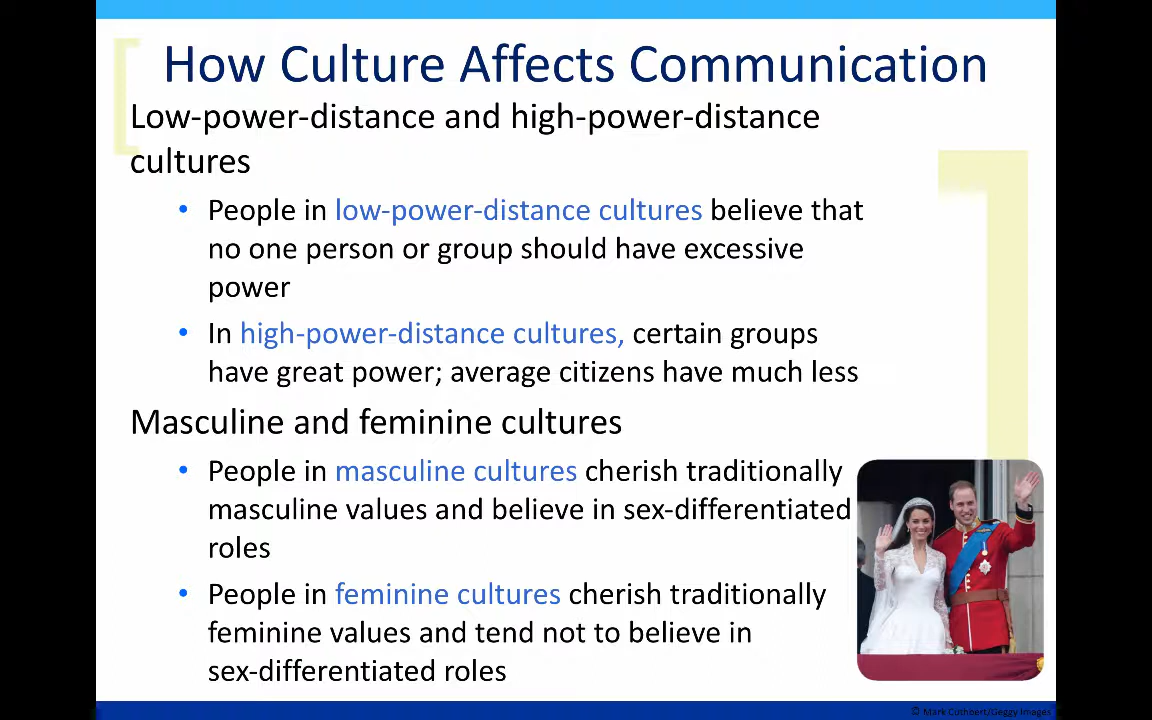 How Culture Affects Communication
Low-power-distance and high-power-distance
cultures
• People in low-power-distance cultures believe that
no one person or group should have excessive
power
• In high-power-distance cultures, certain groups
have great power; average citizens have much less
Masculine and feminine cultures
• People in masculine cultures cherish traditionally
masculine values and believe in sex-differentiated
roles
• People in feminine cultures cherish traditionally
feminine values and tend not to believe in
sex-differentiated roles
© Mark Cuthbert/Geggy Images